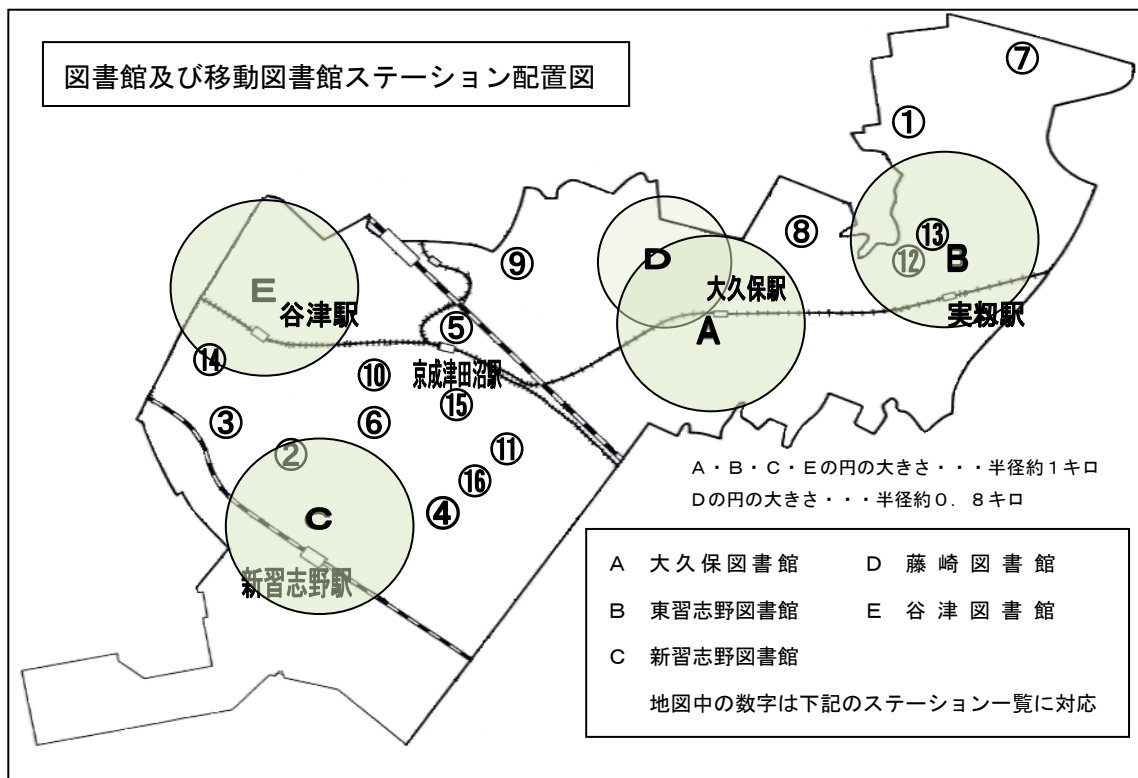 図書館及び移動図書館ステーション配置図
⑦
①
⑧
⑬
⑫
B
実籾駅
D
大久保駅
A
⑨
E
谷津駅
⑤
京成津田沼駅
⑭
⑩
⑮
③
⑥
②
⑪
⑯
④
C
新習志野駅
A・B・C・Eの円の大きさ・・・半径約1キロ
Dの円の大きさ・・・半径約0.8キロ
A 大久保図書館 D 藤崎図書館
B 東習志野図書館 E 谷津図書館
C 新習志野図書館
地図中の数字は下記のステーション一覧に対応